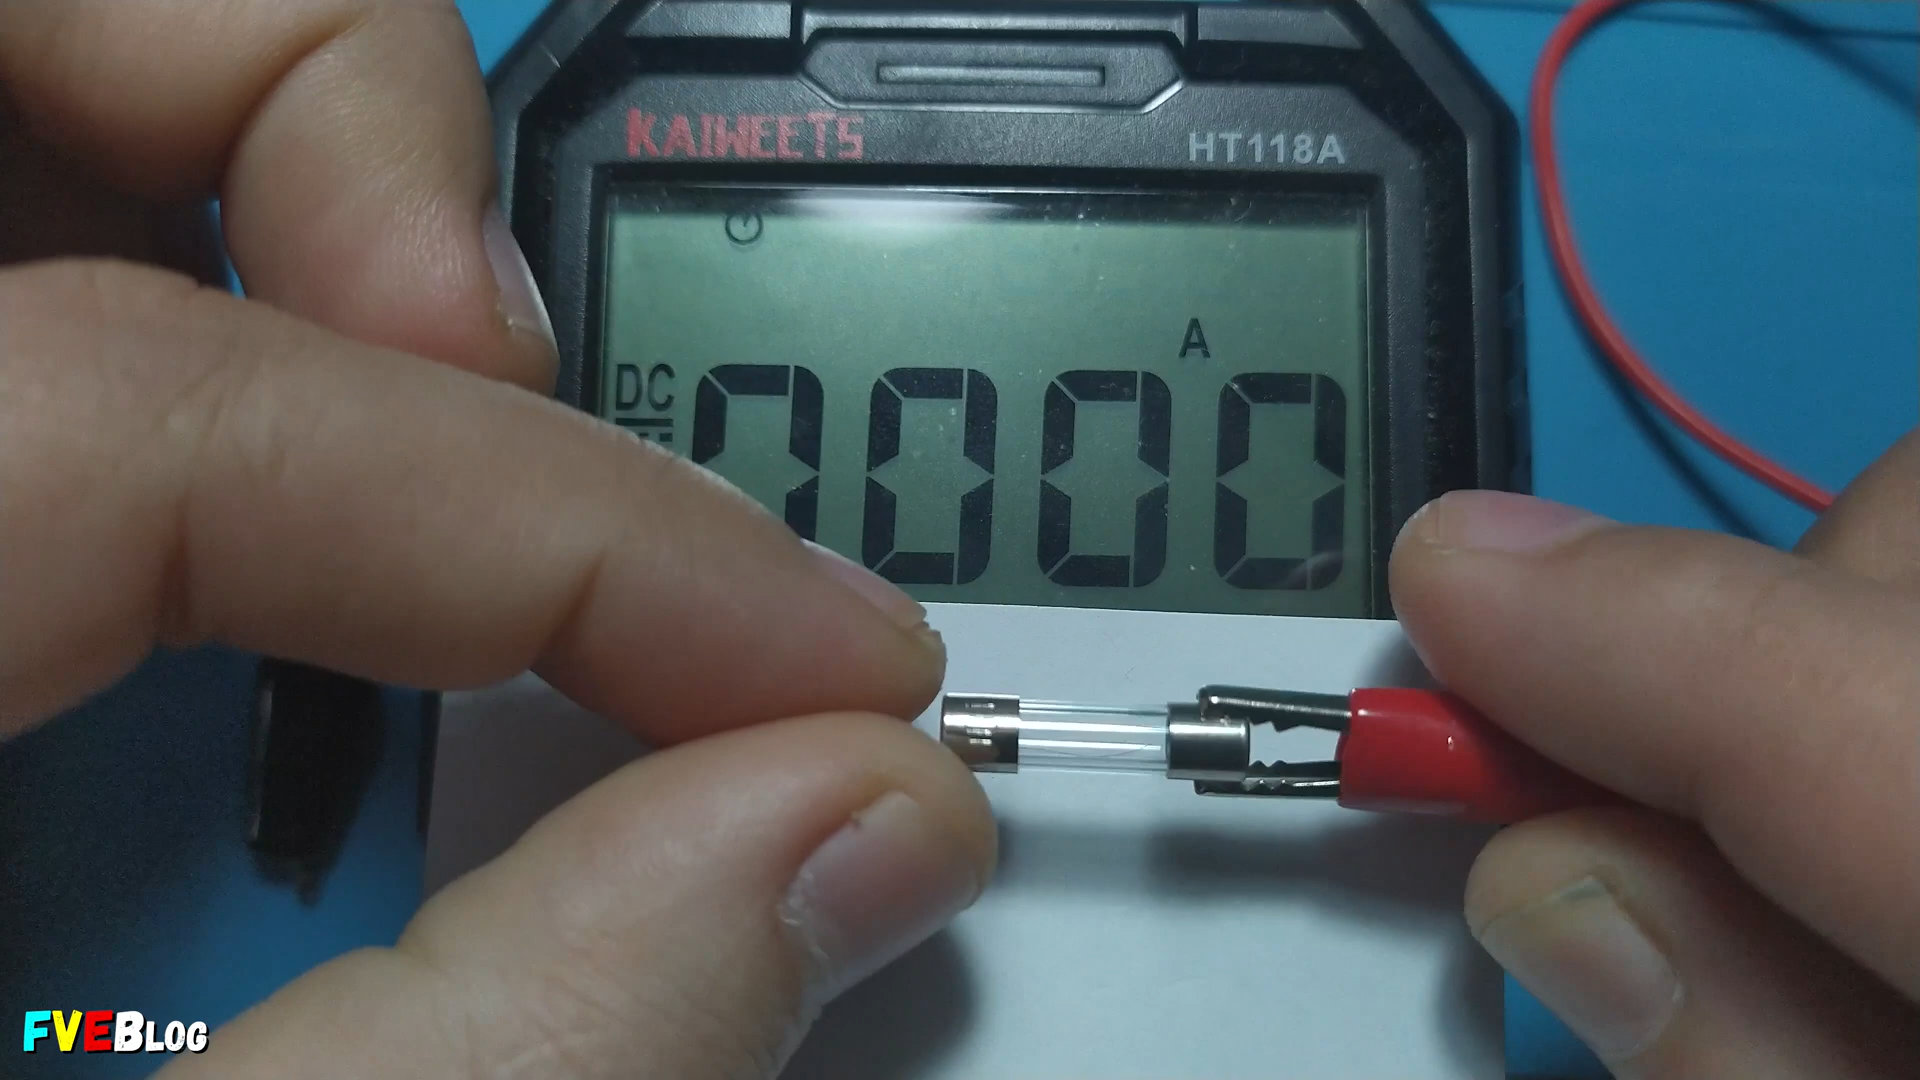 KAIWEETS
HT118A
A
DC
0000
FVEBLOG